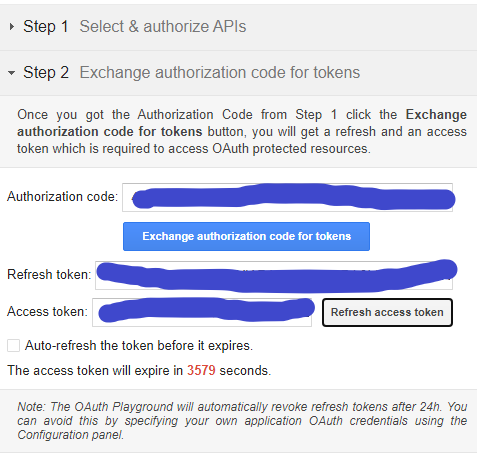 Step 1 Select & authorize APIs
Step 2 Exchange authorization code for tokens
Once you got the Authorization Code from Step 1 click the Exchange
authorization code for tokens button, you will get a refresh and an access
token which is required to access OAuth protected resources.
Authorization code:
Exchange authorization code for tokens
Refresh token:
Access token:
Refresh access token
Auto-refresh the token before it expires.
The access token will expire in 3579 seconds.
Note: The OAuth Playground will automatically revoke refresh tokens after 24h. You
can avoid this by specifying your own application OAuth credentials using the
Configuration panel.